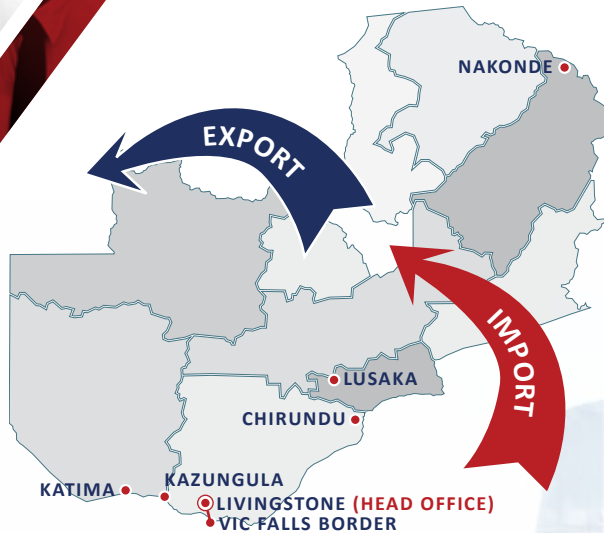 NAKONDE
EXPORT
IMPORT
LUSAKA
CHIRUNDU
KAZUNGULA
KATIMA
LIVINGSTONE (HEAD OFFICE)
VIC FALLS BORDER